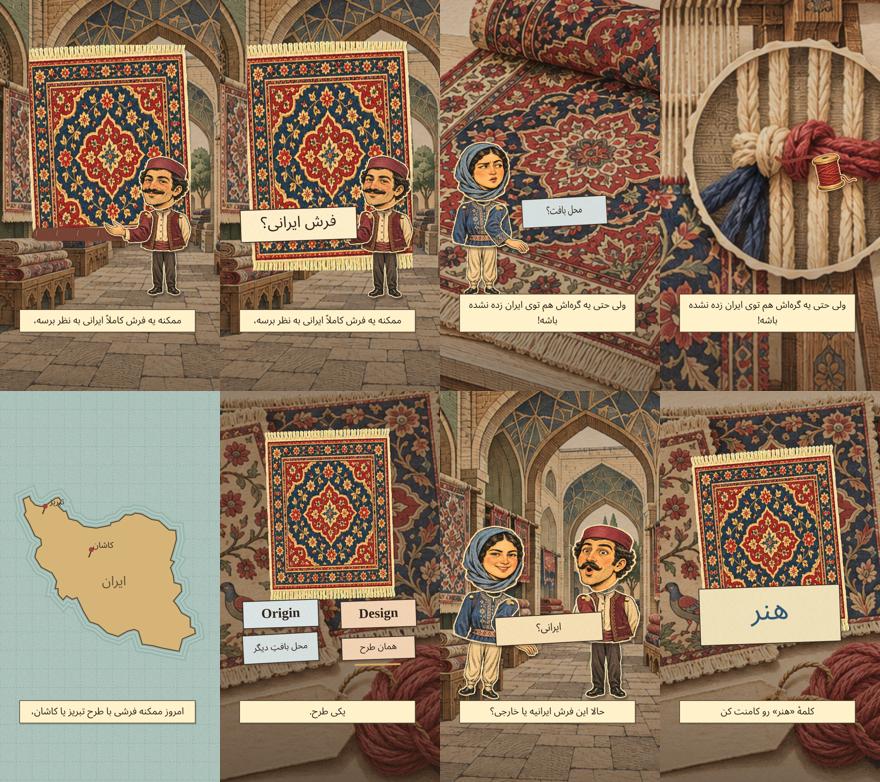 ممکنه یه فرش کاملاً ایرانی به نظر برسه،
فرش ایرانی؟
ممکنه یه فرش کاملاً ایرانی به نظر برسه،
محل بافت؟
ولی حتی یه گره‌اش هم توی ایران زده نشده
باشه!
ولی حتی یه گره‌اش هم توی ایران زده نشده
باشه!
کاشان
ایران
امروز ممکنه فرشی با طرح تبریز یا کاشان،
Origin
Design
محل بافتِ دیگر
همان طرح
یکی طرح.
ایرانی؟
حالا این فرش ایرانیه یا خارجی؟
هنر
کلمهٔ «هنر» رو کامنت کن